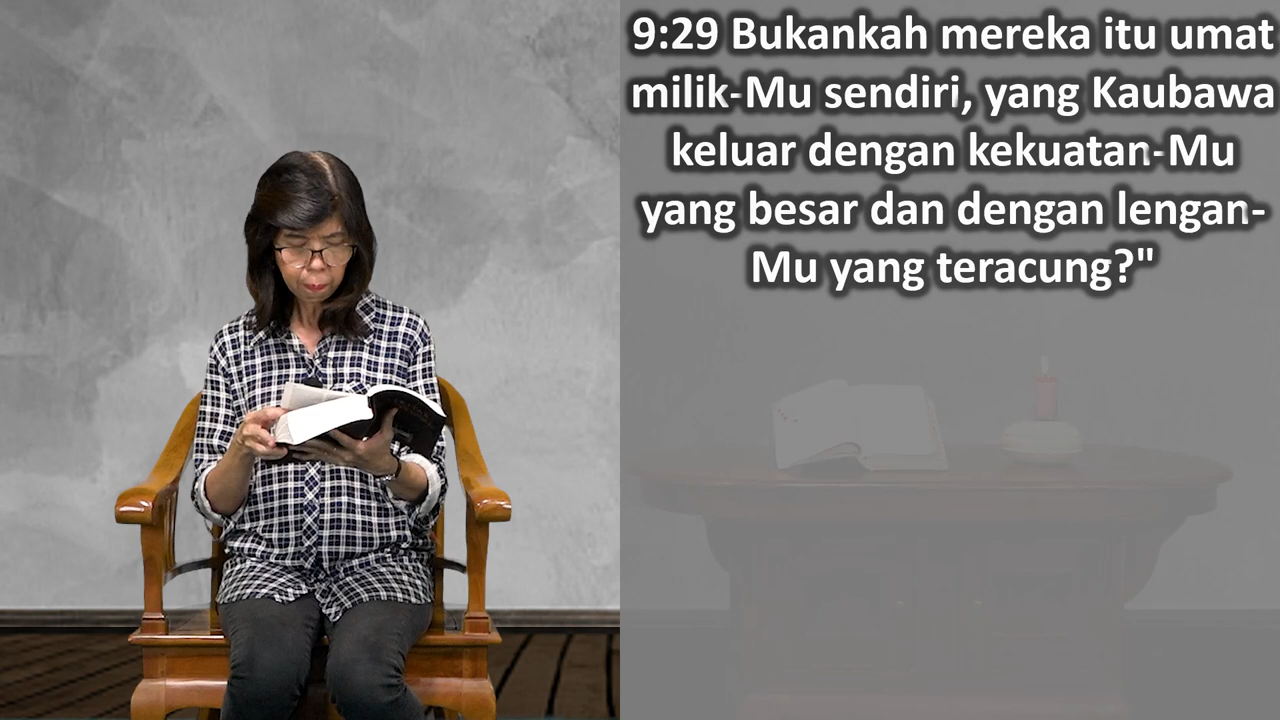 9:29 Bukankah mereka itu umat
milik-Mu sendiri, yang Kaubawa
keluar dengan kekuatan-Mu
yang besar dan dengan lengan-
Mu yang teracung?"